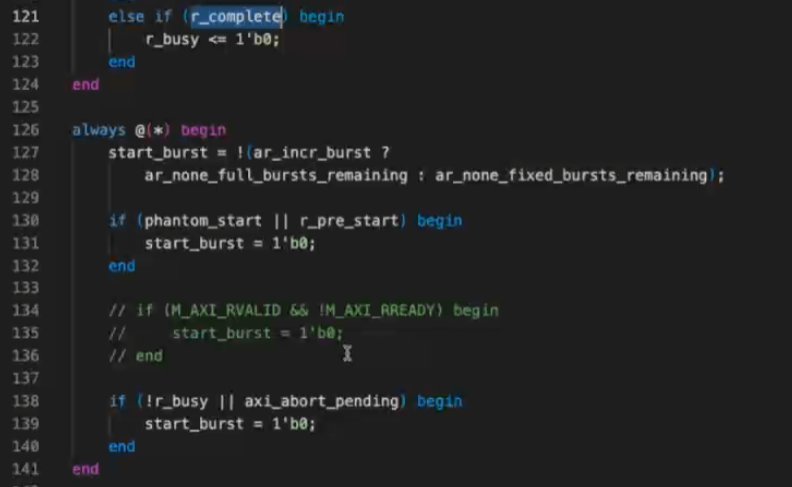 121 else if (r_complete) begin
122 r_busy <= 1'b0;
123 end
124 end
125
126 always @(*) begin
127 start_burst = !(ar_incr_burst ?
128 ar_none_full_bursts_remaining : ar_none_fixed_bursts_remaining);
129
130 if (phantom_start || r_pre_start) begin
131 start_burst = 1'b0;
132 end
133
134 // if (M_AXI_RVALID && !M_AXI_RREADY) begin
135 //     start_burst = 1'b0;
136 // end
137
138 if (!r_busy || axi_abort_pending) begin
139 start_burst = 1'b0;
140 end
141 end